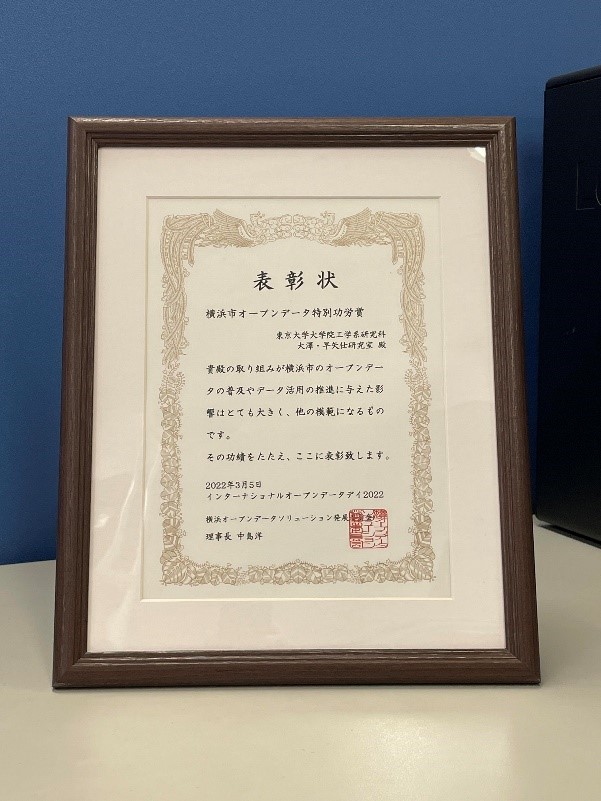 表彰状
横浜市オープンデータ特別功労賞
東京大学大学院工学系研究科
大澤・早矢仕研究室 殿
貴殿の取り組みが横浜市のオープンデー
タの普及やデータ活用の推進に与えた影
響はとても大きく、他の模範になるもの
です。
その功績をたたえ、ここに表彰致します。
2022年3月5日
インターナショナルオープンデータデイ2022
横浜オープンデータソリューション発展
理事長 中島洋